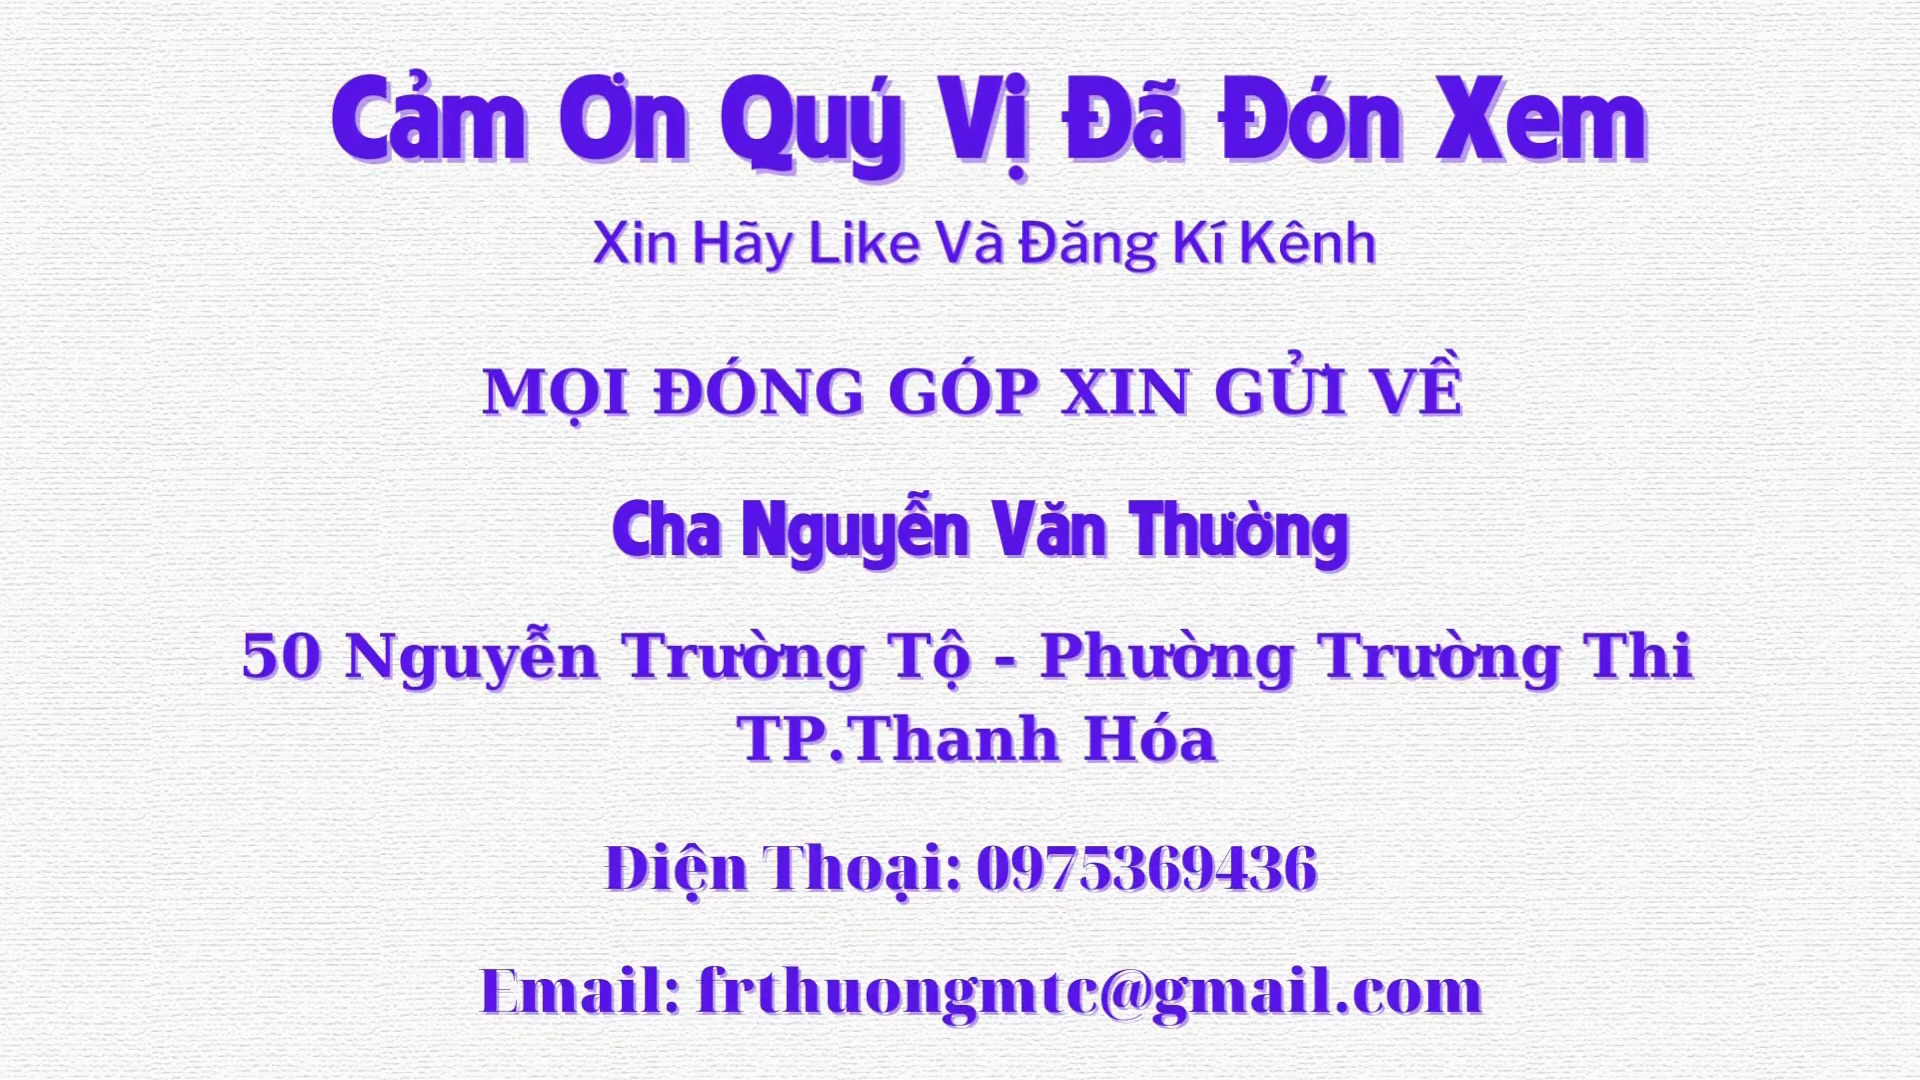 Cảm Ơn Quý Vị Đã Đón Xem
Xin Hãy Like Và Đăng Kí Kênh
MỌI ĐÓNG GÓP XIN GỬI VỀ
Cha Nguyễn Văn Thường
50 Nguyễn Trường Tộ - Phường Trường Thi
TP.Thanh Hóa
Điện Thoại: 0975369436
Email: frthuongmtc@gmail.com